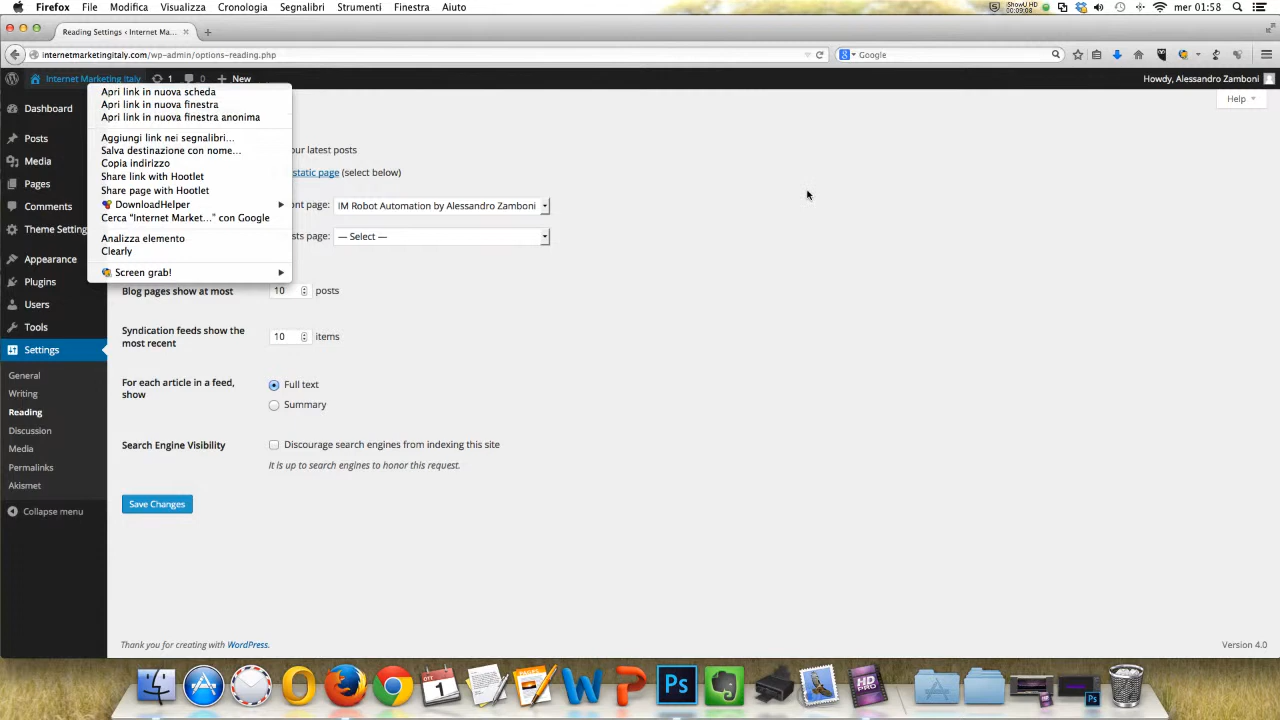 Firefox File Modifica Visualizza Cronologia Segnalibri Strumenti Finestra Aiuto mer 01:58
Reading Settings ‹ Internet Ma...
internetmarketingitaly.com/wp-admin/options-reading.php Google
Internet Marketing Italy 1 0 New Howdy, Alessandro Zamboni
Help
Dashboard
Posts
Media
Pages
Comments
Theme Setting
Appearance
Plugins
Users
Tools
Settings
General
Writing
Reading
Discussion
Media
Permalinks
Akismet
Collapse menu
Apri link in nuova scheda
Apri link in nuova finestra
Apri link in nuova finestra anonima
Aggiungi link nei segnalibri...
Salva destinazione con nome...
Copia indirizzo
Share link with Hootlet
Share page with Hootlet
DownloadHelper
Cerca "Internet Market..." con Google
Analizza elemento
Clearly
Screen grab!
our latest posts
static page (select below)
ont page: IM Robot Automation by Alessandro Zamboni
sts page: — Select —
Blog pages show at most 10 posts
Syndication feeds show the most recent 10 items
For each article in a feed, show
Full text
Summary
Search Engine Visibility Discourage search engines from indexing this site
It is up to search engines to honor this request.
Save Changes
Thank you for creating with WordPress. Version 4.0